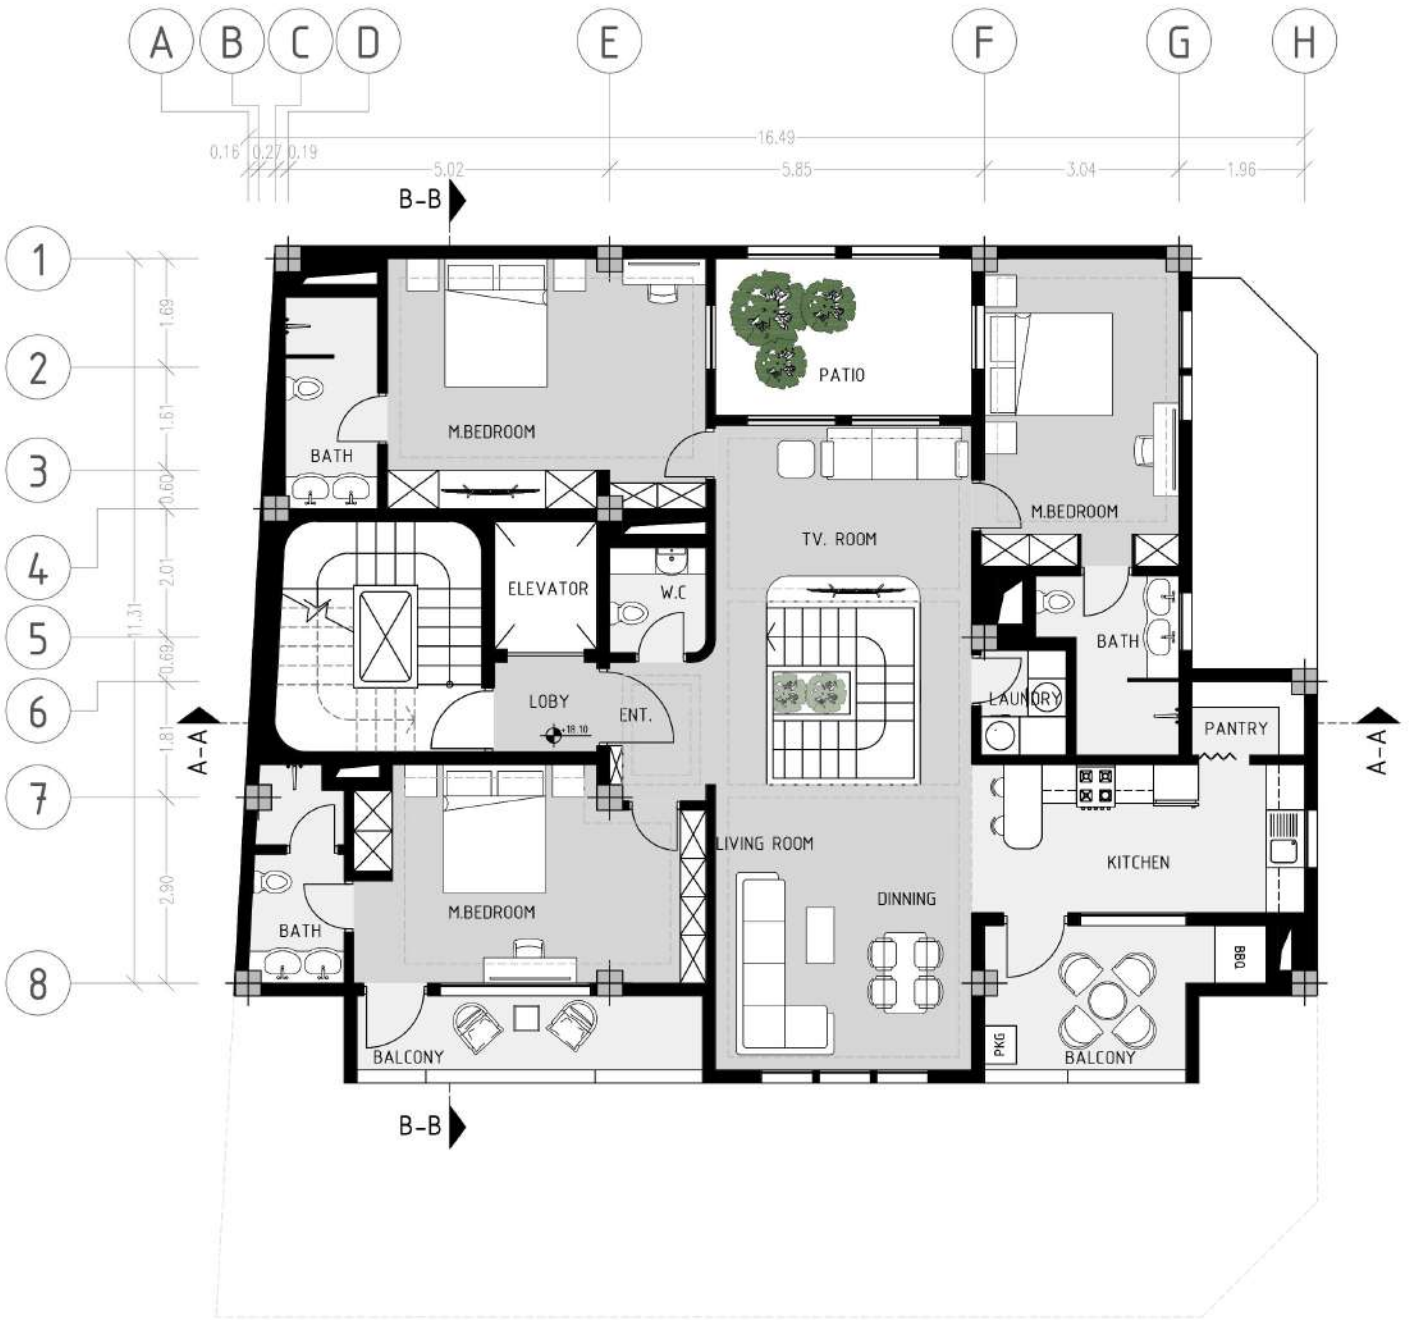 A B C D E F G H
16.49
0.16 0.27 0.19 5.02 5.85 3.04 1.96
B-B
1
2
3
4
5
6
7
8
1.69
1.61
0.60
2.01
11.31
0.69
1.81
2.90
PATIO
M.BEDROOM
BATH
M.BEDROOM
TV. ROOM
ELEVATOR
W.C
BATH
LAUNDRY
LOBY
ENT.
+18.10
PANTRY
A-A
A-A
LIVING ROOM
KITCHEN
DINNING
M.BEDROOM
BATH
BBQ
PKG
BALCONY
BALCONY
B-B